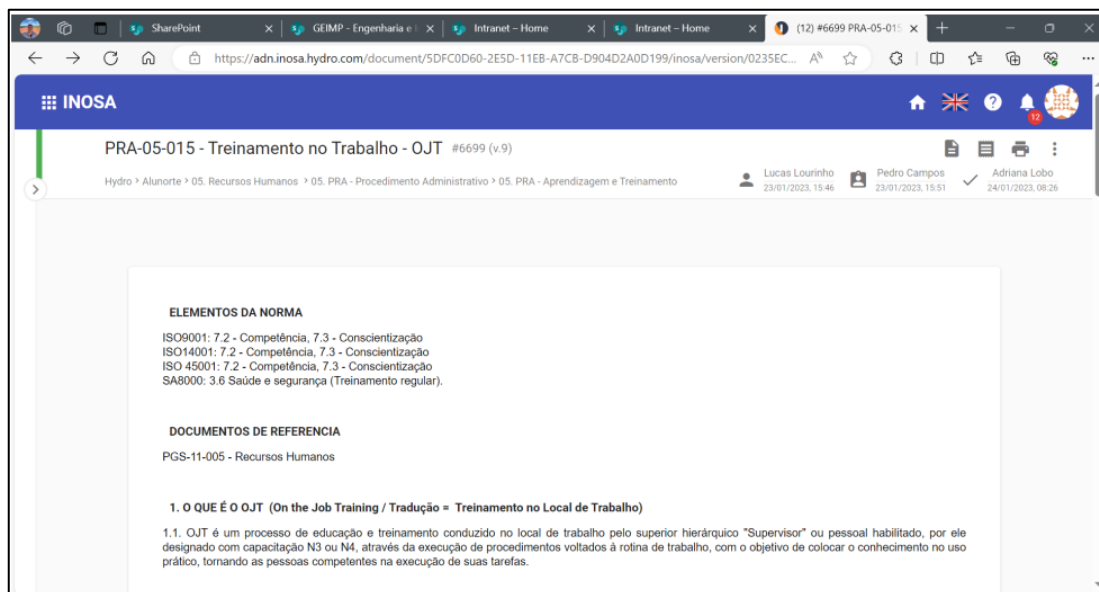 SharePoint
GEIMP - Engenharia e
Intranet – Home
Intranet – Home
(12) #6699 PRA-05-015
https://adn.inosa.hydro.com/document/5DFC0D60-2E5D-11EB-A7CB-D904D2A0D199/inosa/version/0235EC...
INOSA
12
PRA-05-015 - Treinamento no Trabalho - OJT #6699 (v.9)
Hydro > Alunorte > 05. Recursos Humanos > 05. PRA - Procedimento Administrativo > 05. PRA - Aprendizagem e Treinamento
Lucas Lourinho
23/01/2023, 15:46
Pedro Campos
23/01/2023, 15:51
Adriana Lobo
24/01/2023, 08:26
ELEMENTOS DA NORMA
ISO9001: 7.2 - Competência, 7.3 - Conscientização
ISO14001: 7.2 - Competência, 7.3 - Conscientização
ISO 45001: 7.2 - Competência, 7.3 - Conscientização
SA8000: 3.6 Saúde e segurança (Treinamento regular).
DOCUMENTOS DE REFERENCIA
PGS-11-005 - Recursos Humanos
1. O QUE É O OJT (On the Job Training / Tradução = Treinamento no Local de Trabalho)
1.1. OJT é um processo de educação e treinamento conduzido no local de trabalho pelo superior hierárquico "Supervisor" ou pessoal habilitado, por ele
designado com capacitação N3 ou N4, através da execução de procedimentos voltados à rotina de trabalho, com o objetivo de colocar o conhecimento no uso
prático, tornando as pessoas competentes na execução de suas tarefas.